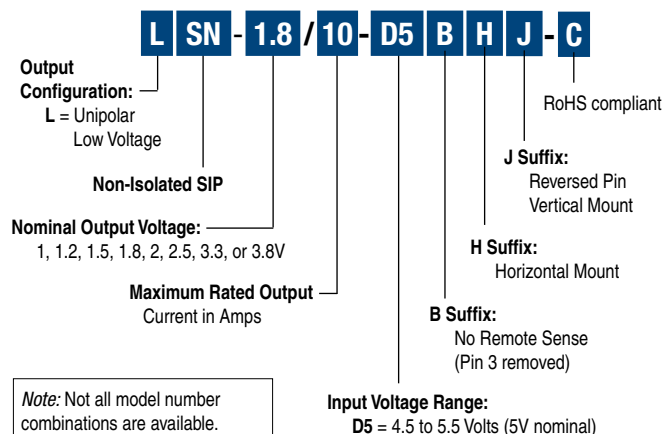 L SN - 1.8 / 10 - D5 B H J - C
Output
Configuration:
L = Unipolar
Low Voltage
RoHS compliant
J Suffix:
Reversed Pin
Vertical Mount
Non-Isolated SIP
Nominal Output Voltage:
1, 1.2, 1.5, 1.8, 2, 2.5, 3.3, or 3.8V
H Suffix:
Horizontal Mount
Maximum Rated Output
Current in Amps
B Suffix:
No Remote Sense
(Pin 3 removed)
Note: Not all model number
combinations are available.
Input Voltage Range:
D5 = 4.5 to 5.5 Volts (5V nominal)